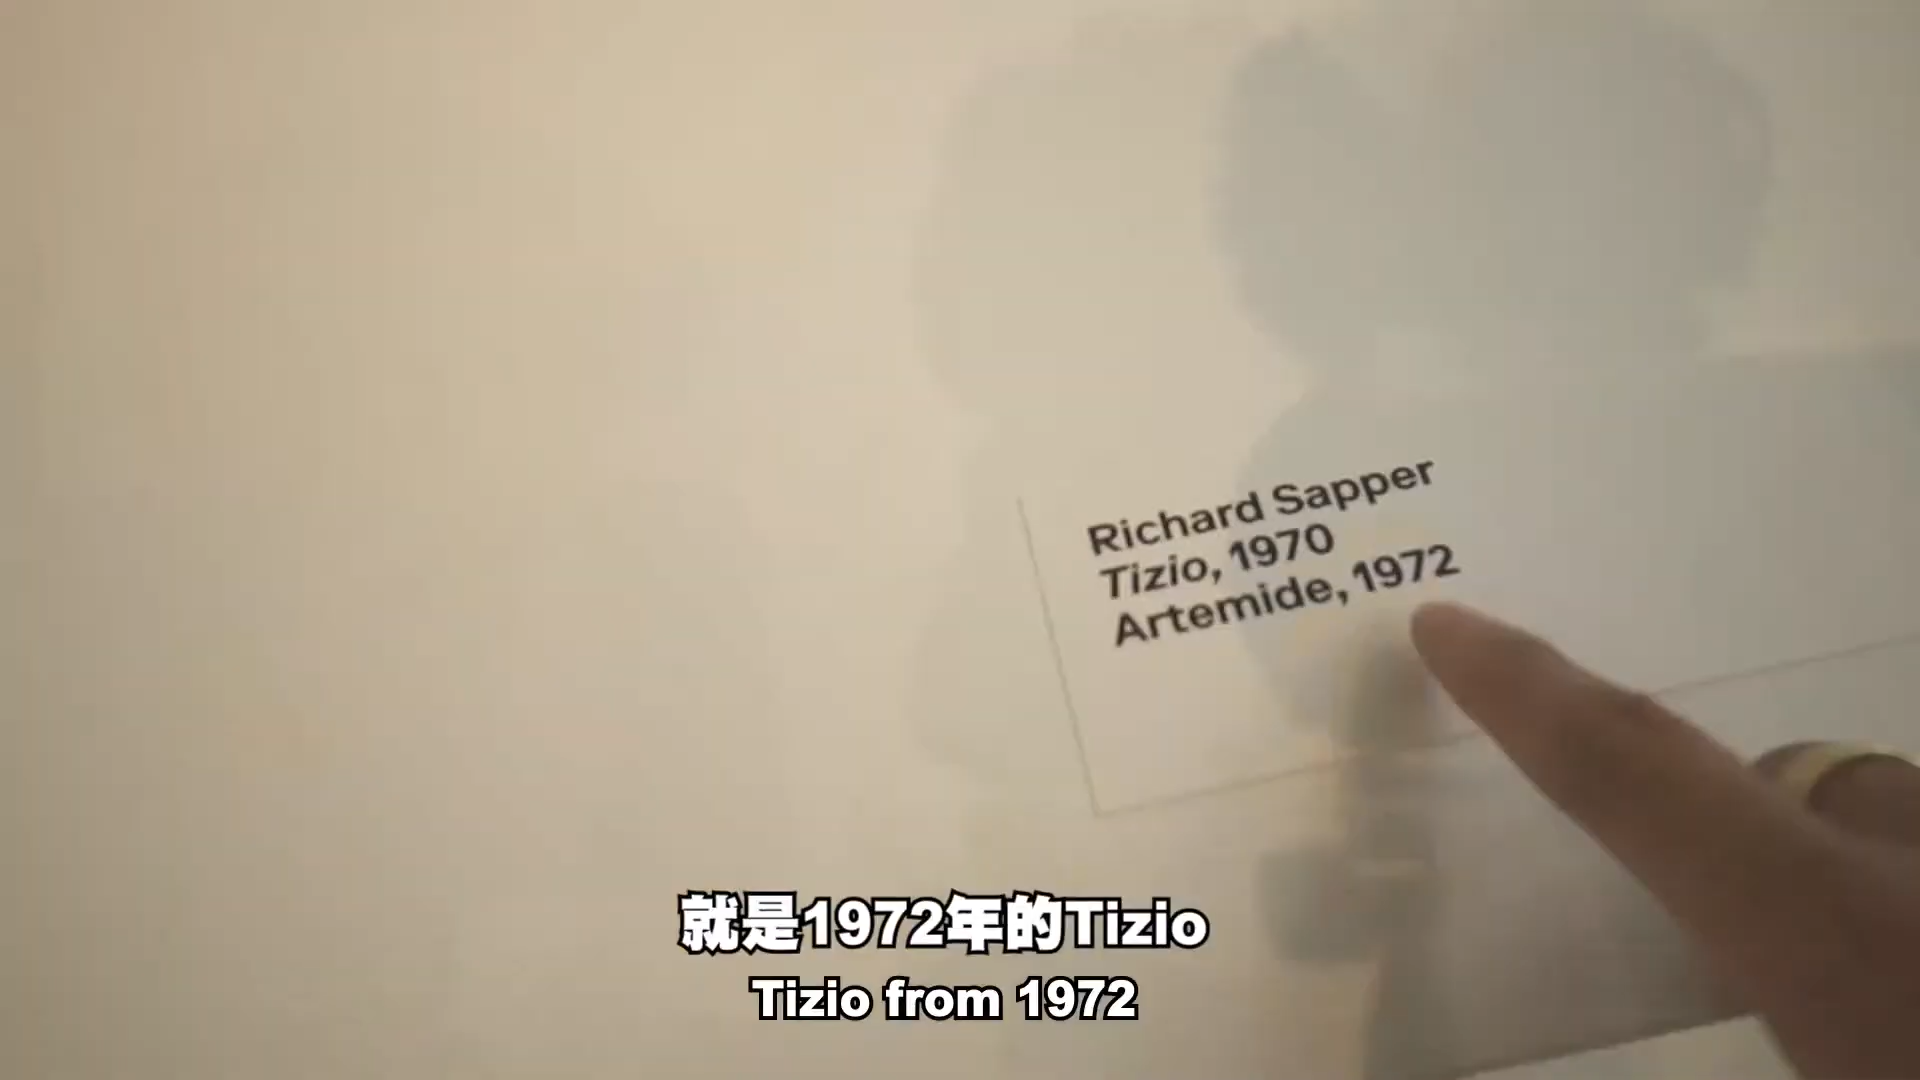 Richard Sapper
Tizio, 1970
Artemide, 1972
就是1972年的Tizio
Tizio from 1972